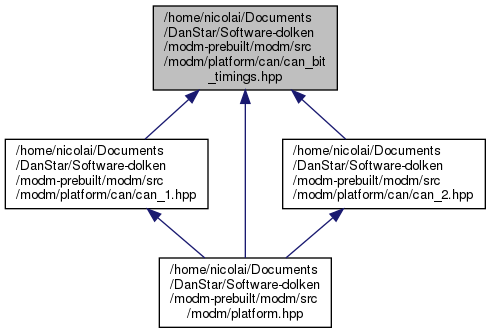 /home/nicolai/Documents
/DanStar/Software-dolken
/modm-prebuilt/modm/src
/modm/platform/can/can_bit
_timings.hpp
/home/nicolai/Documents
/DanStar/Software-dolken
/modm-prebuilt/modm/src
/modm/platform/can/can_1.hpp
/home/nicolai/Documents
/DanStar/Software-dolken
/modm-prebuilt/modm/src
/modm/platform/can/can_2.hpp
/home/nicolai/Documents
/DanStar/Software-dolken
/modm-prebuilt/modm/src
/modm/platform.hpp